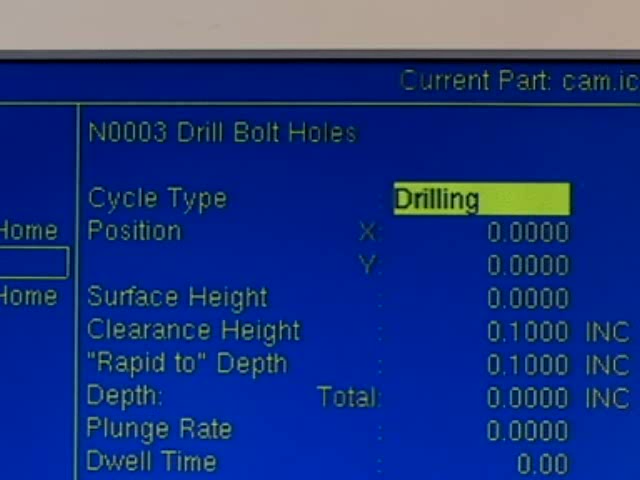 Current Part: cam.ic
N0003 Drill Bolt Holes
Cycle Type : Drilling
Home
Position X: 0.0000
Y: 0.0000
Home
Surface Height : 0.0000
Clearance Height : 0.1000 INC
"Rapid to" Depth : 0.1000 INC
Depth: Total: 0.0000 INC
Plunge Rate : 0.0000
Dwell Time : 0.00